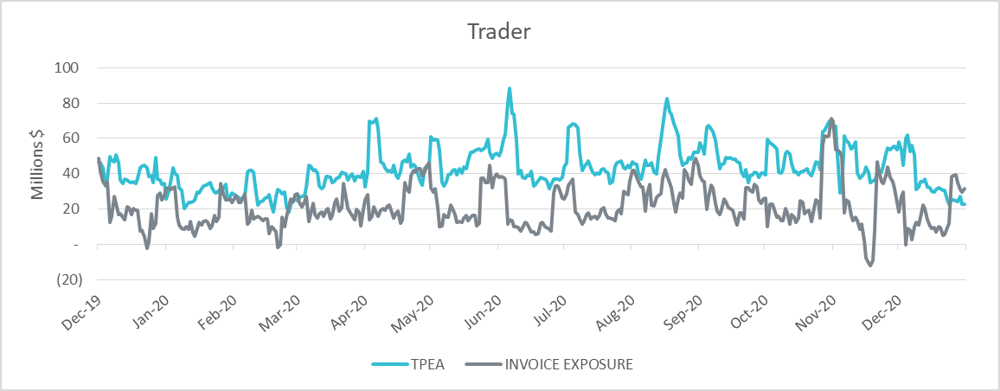 Trader
Millions $
100
80
60
40
20
-
(20)
Dec-19 Jan-20 Feb-20 Mar-20 Apr-20 May-20 Jun-20 Jul-20 Aug-20 Sep-20 Oct-20 Nov-20 Dec-20
TPEA INVOICE EXPOSURE